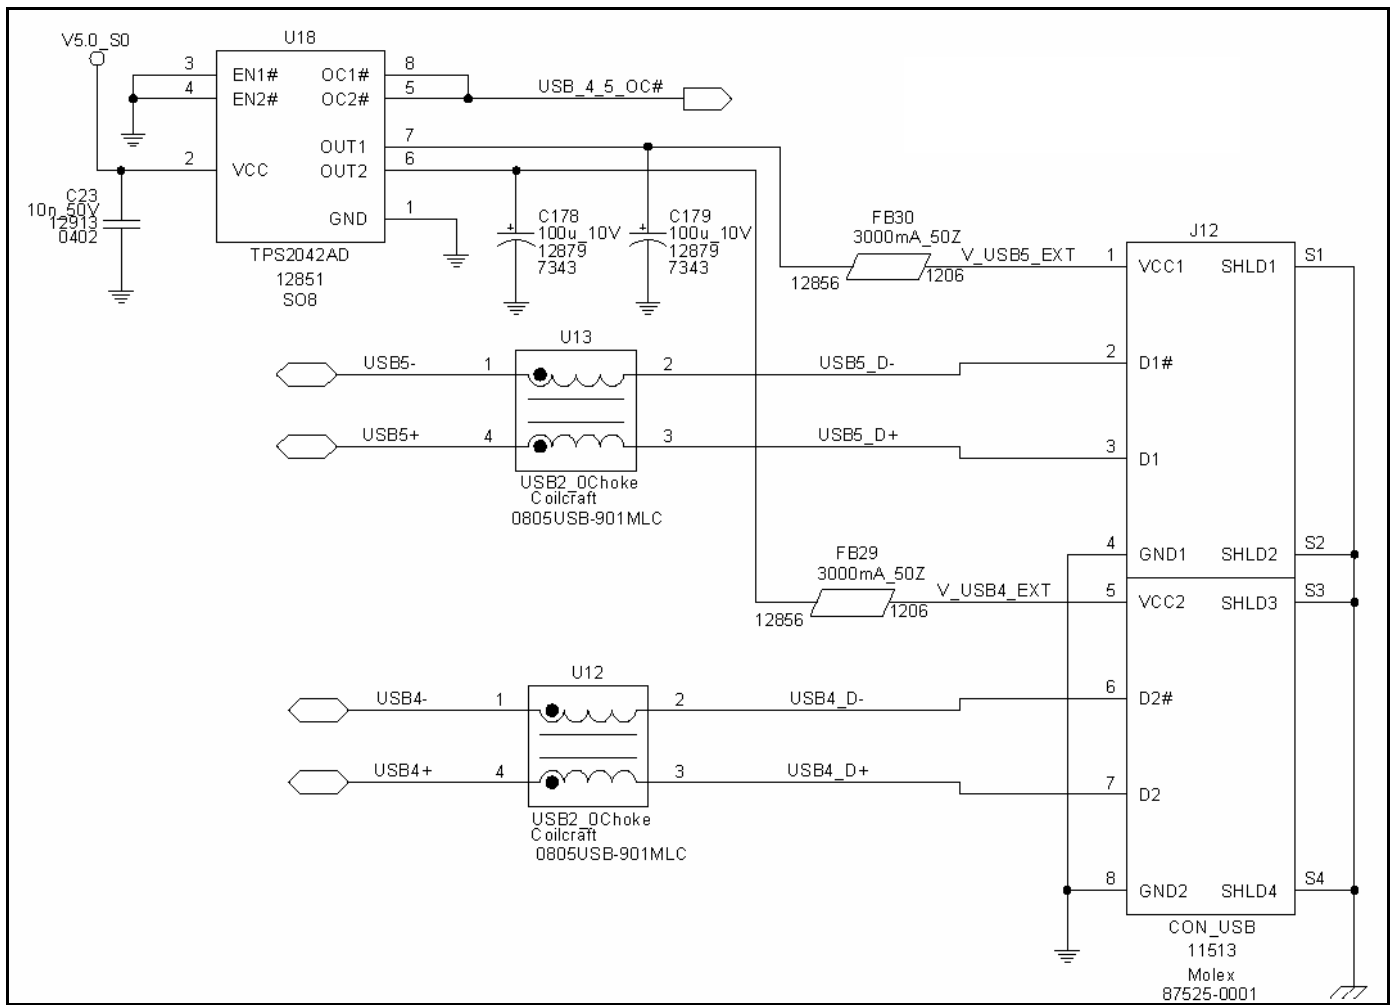 V5.0_S0
U18
3
EN1#
OC1#
8
4
EN2#
OC2#
5
USB_4_5_OC#
OUT1
7
2
VCC
OUT2
6
GND
1
C23
10n_50V
12913
0402
TPS2042AD
12851
SO8
C178
100u_10V
12879
7343
C179
100u_10V
12879
7343
FB30
3000mA_50Z
12856
1206
V_USB5_EXT
J12
1
VCC1
SHLD1
S1
U13
USB5-
1
2
USB5_D-
2
D1#
USB5+
4
3
USB5_D+
3
D1
USB2_0Choke
Coilcraft
0805USB-901MLC
4
GND1
SHLD2
S2
FB29
3000mA_50Z
12856
1206
V_USB4_EXT
5
VCC2
SHLD3
S3
U12
USB4-
1
2
USB4_D-
6
D2#
USB4+
4
3
USB4_D+
7
D2
USB2_0Choke
Coilcraft
0805USB-901MLC
8
GND2
SHLD4
S4
CON_USB
11513
Molex
87525-0001